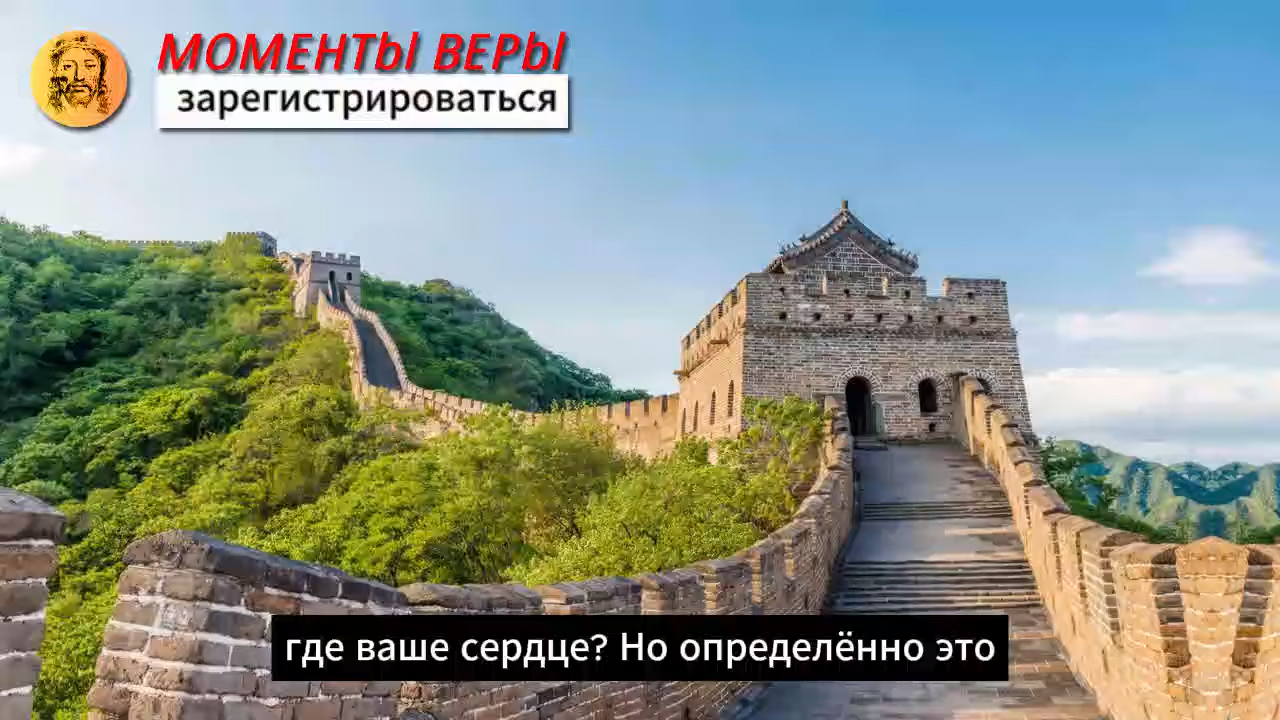 МОМЕНТЫ ВЕРЫ
зарегистрироваться
где ваше сердце? Но определённо это